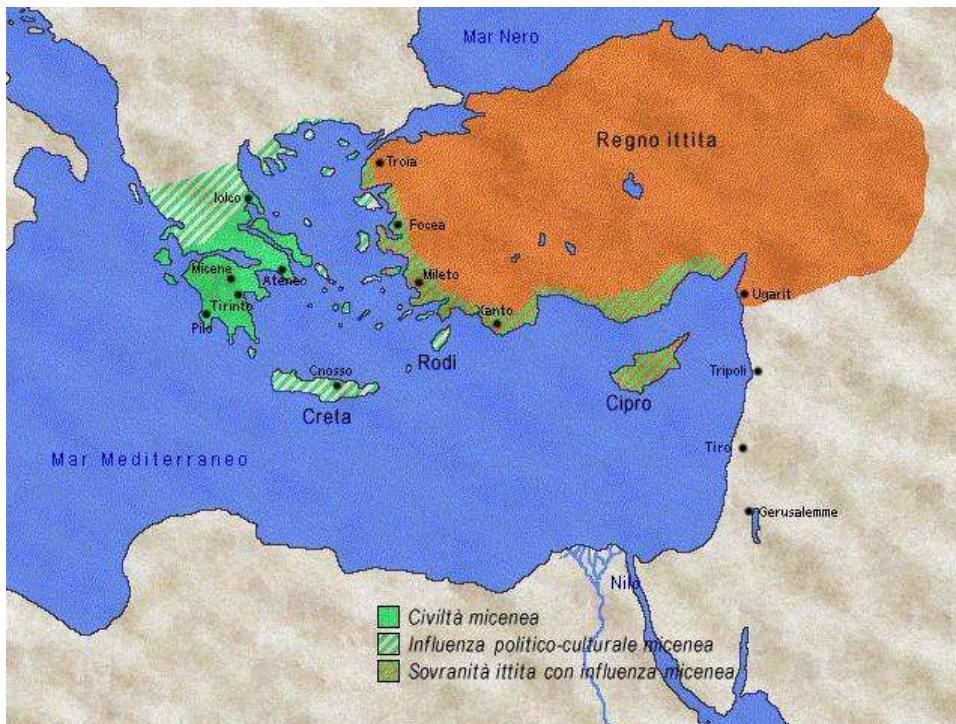 Mar Nero
Regno ittita
Troia
Iolco
Focea
Micene
Atene
Mileto
Tirinto
Ugarit
Pilo
Xanto
Rodi
Cnosso
Tripoli
Creta
Cipro
Mar Mediterraneo
Tiro
Gerusalemme
Nilo
Civiltà micenea
Influenza politico-culturale micenea
Sovranità ittita con influenza micenea